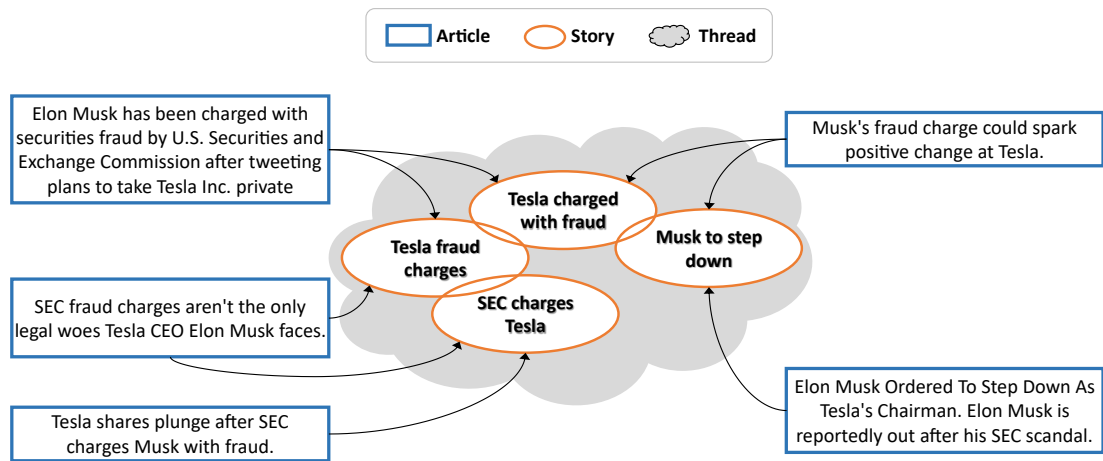 Article
Story
Thread
Elon Musk has been charged with
securities fraud by U.S. Securities and
Exchange Commission after tweeting
plans to take Tesla Inc. private
Musk's fraud charge could spark
positive change at Tesla.
Tesla charged
with fraud
Tesla fraud
charges
Musk to step
down
SEC charges
Tesla
SEC fraud charges aren't the only
legal woes Tesla CEO Elon Musk faces.
Tesla shares plunge after SEC
charges Musk with fraud.
Elon Musk Ordered To Step Down As
Tesla's Chairman. Elon Musk is
reportedly out after his SEC scandal.